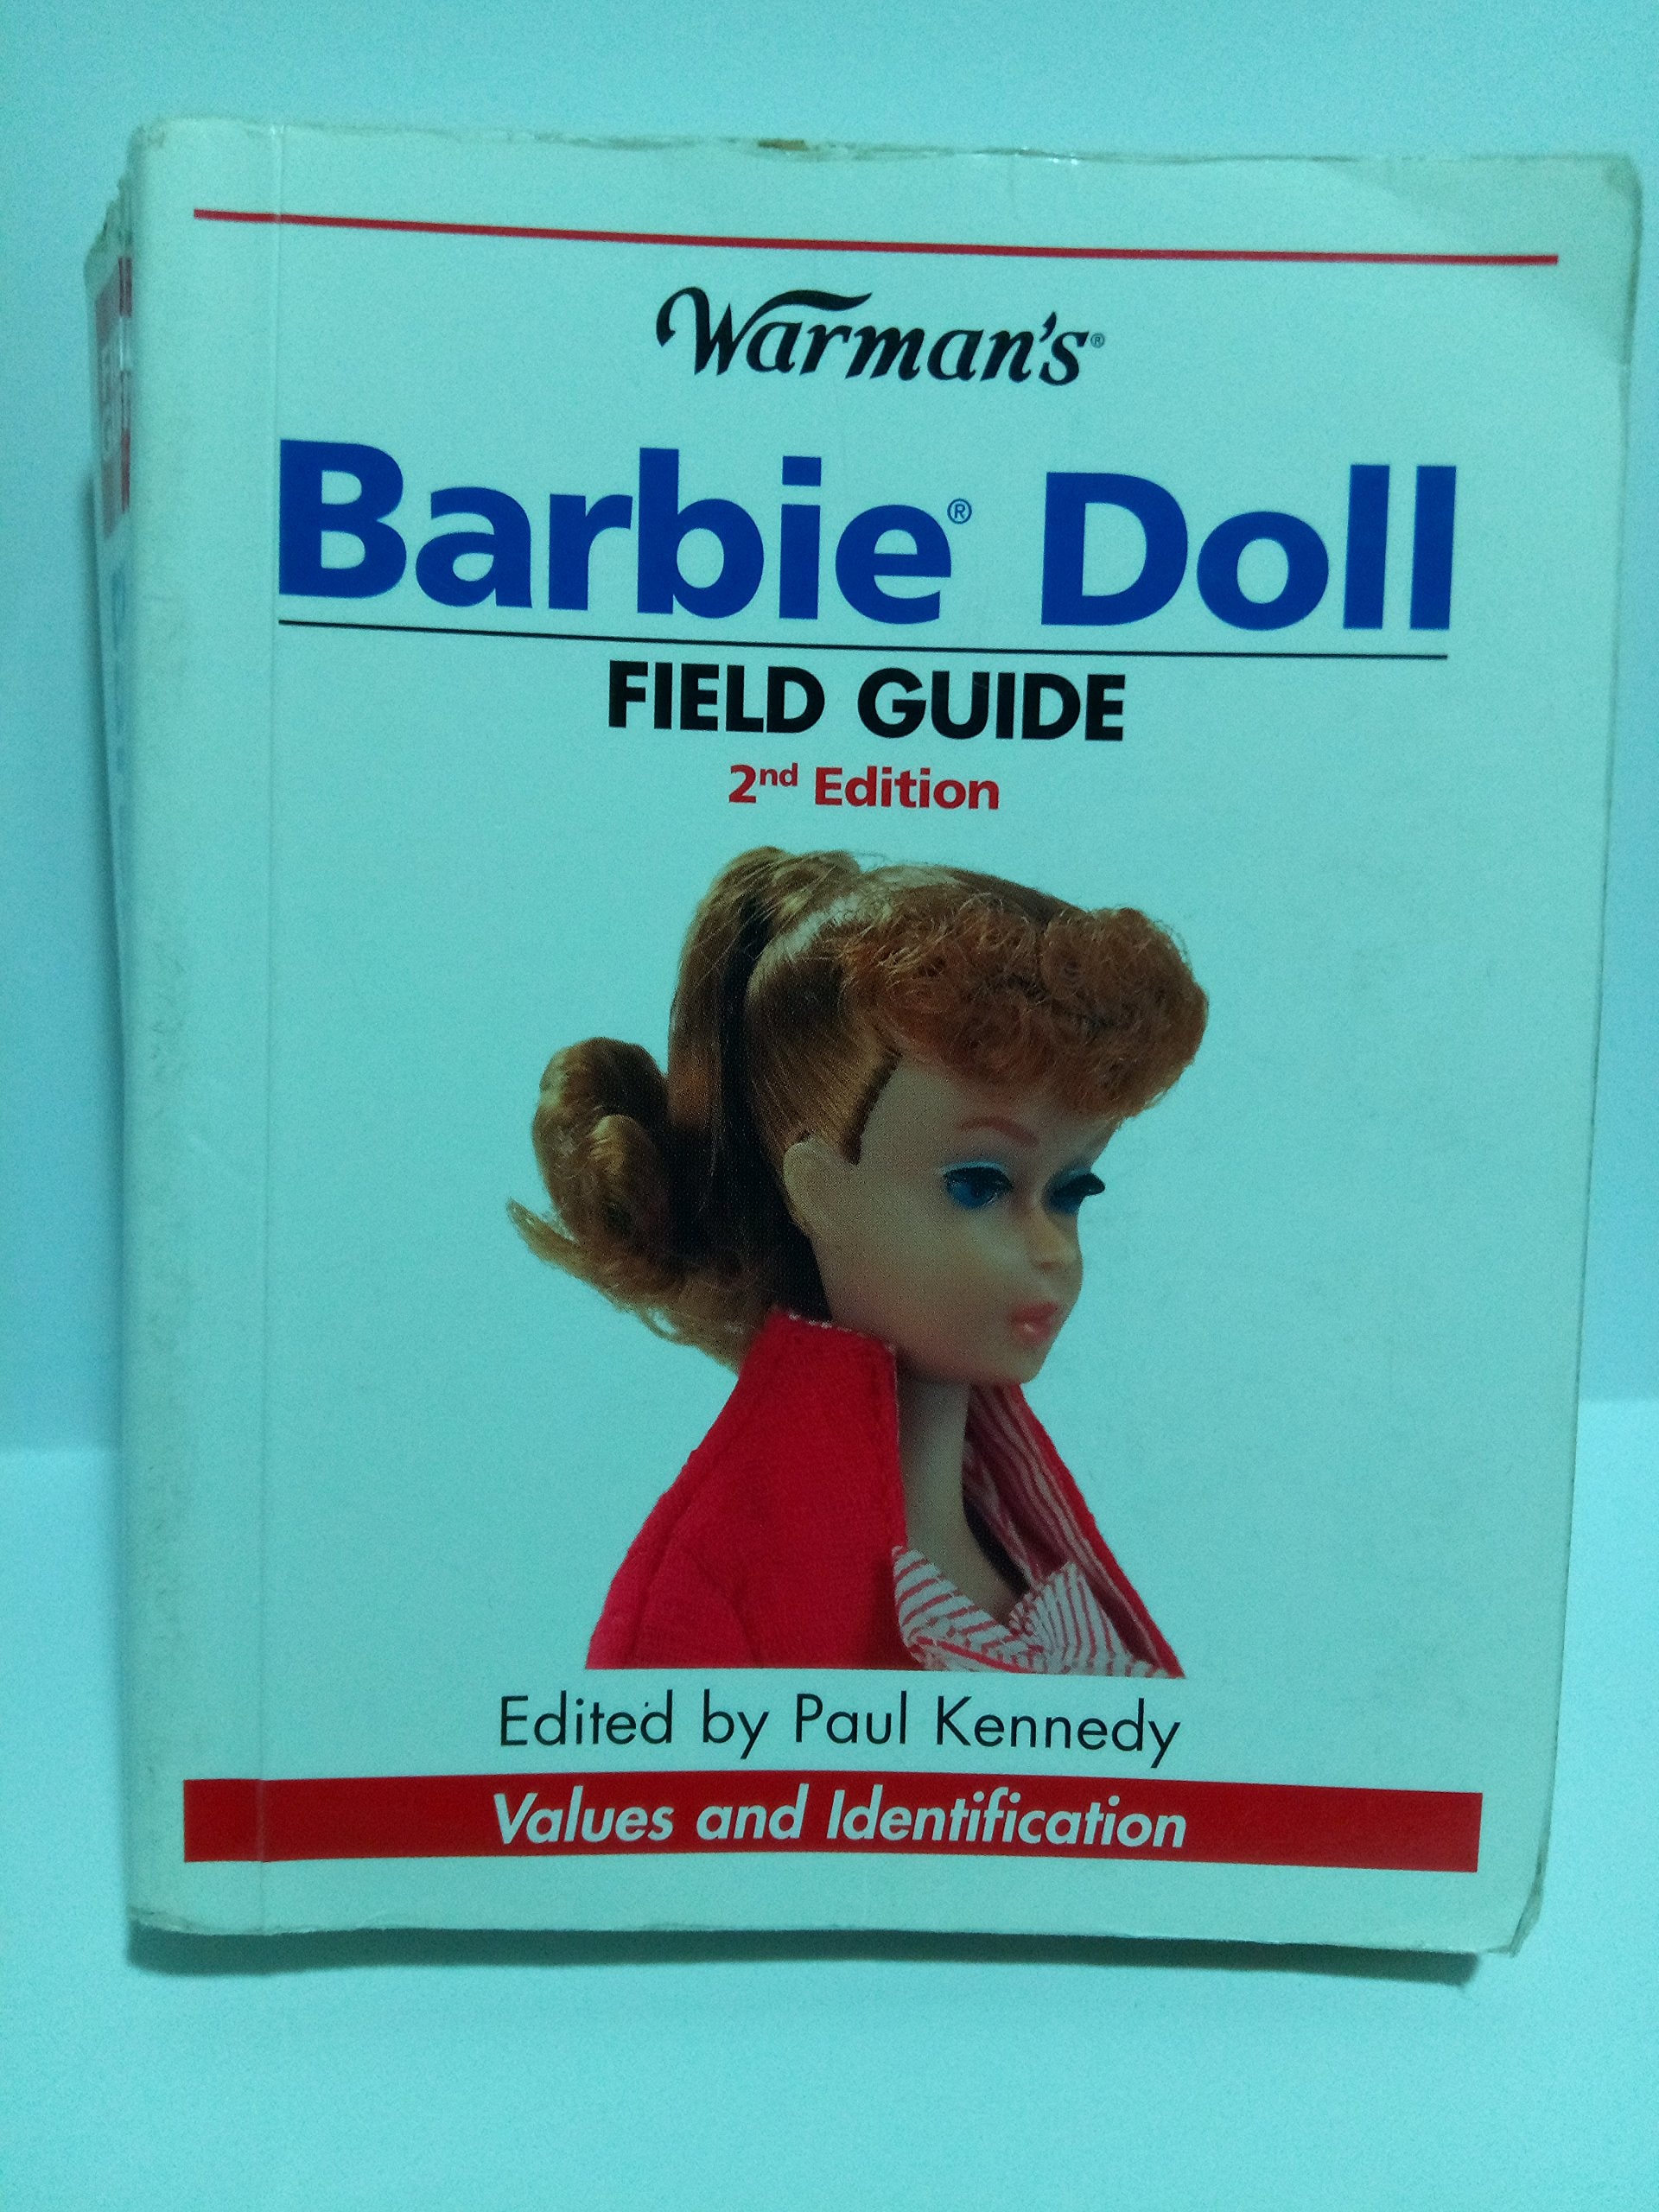 Warman's®
Barbie® Doll
FIELD GUIDE
2nd Edition
Edited by Paul Kennedy
Values and Identification